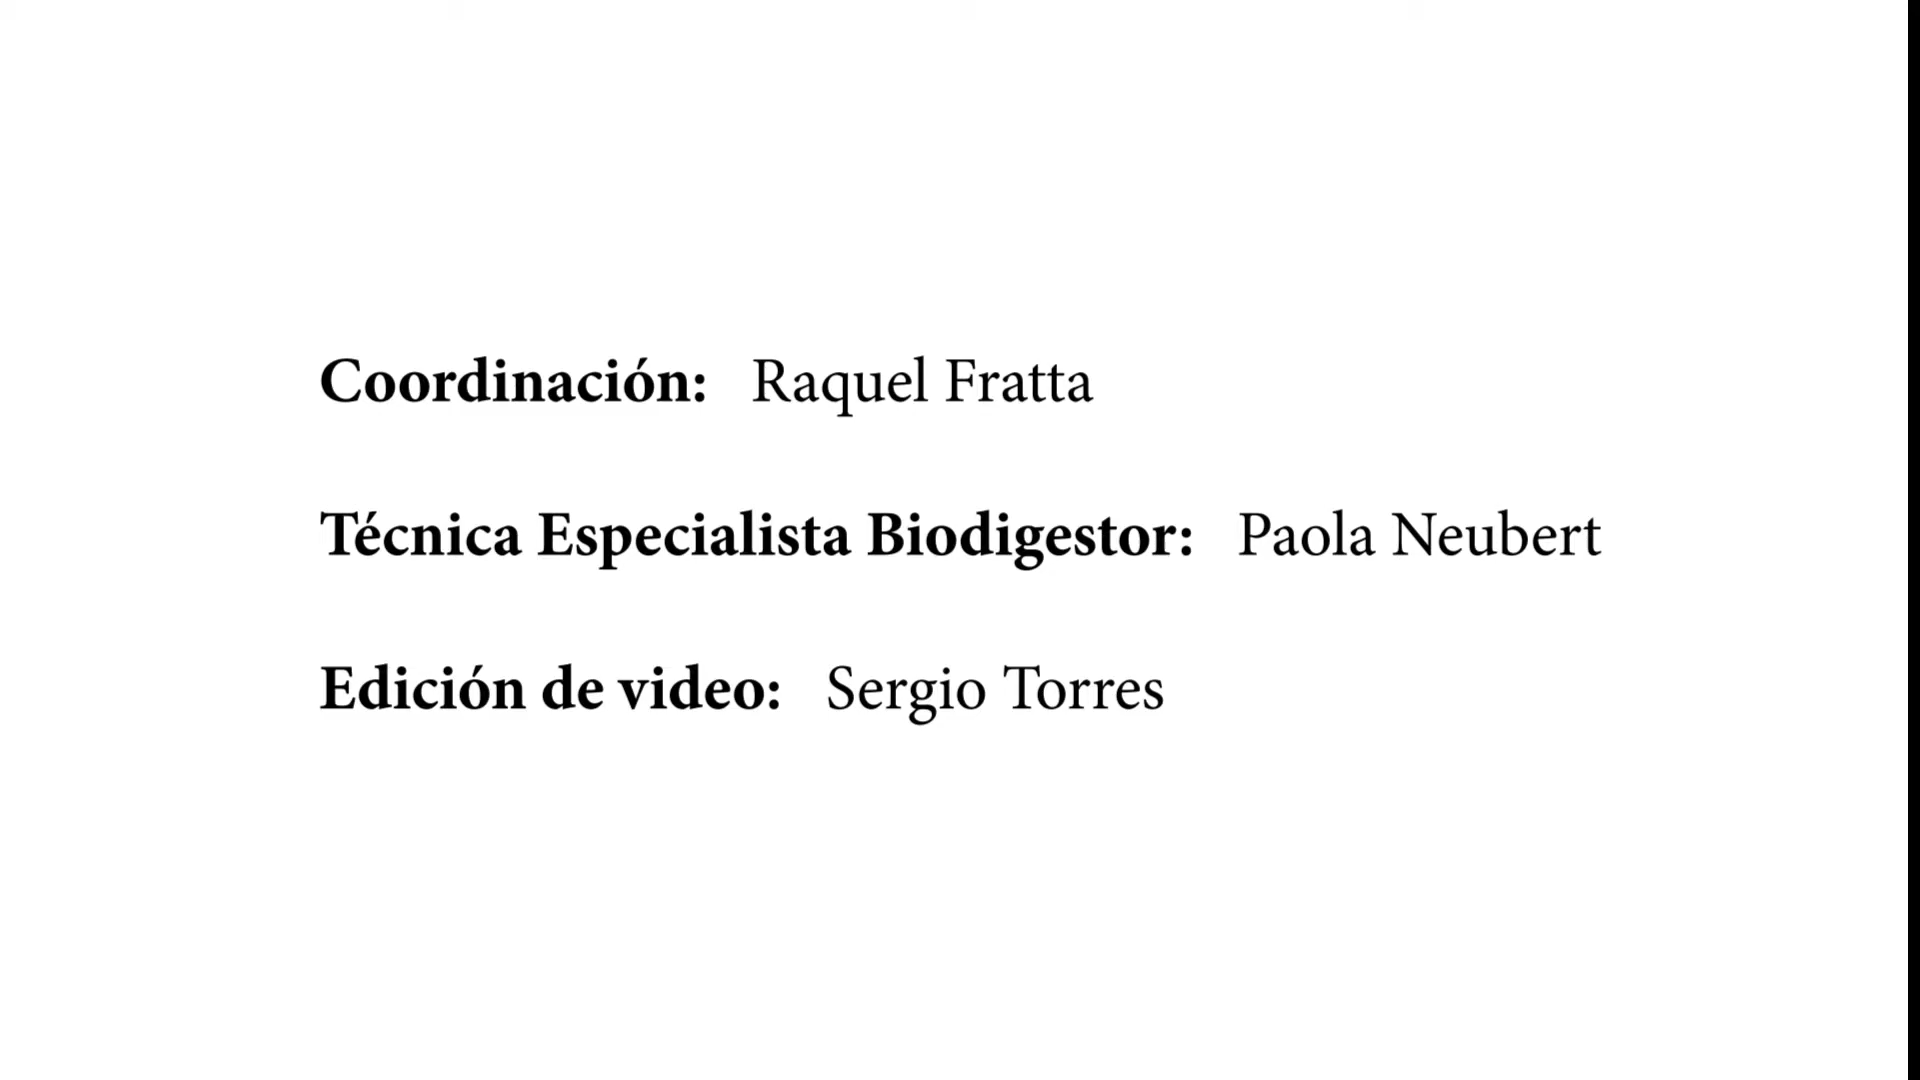 Coordinación: Raquel Fratta
Técnica Especialista Biodigestor: Paola Neubert
Edición de video: Sergio Torres